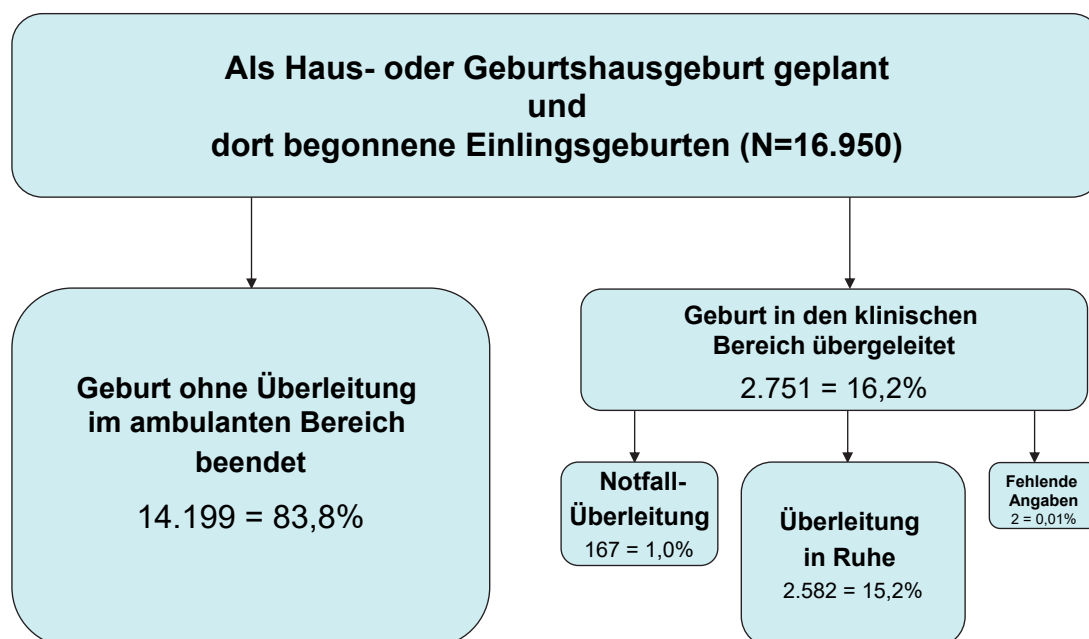 Als Haus- oder Geburtshausgeburt geplant
und
dort begonnene Einlingsgeburten (N=16.950)
Geburt ohne Überleitung
im ambulanten Bereich
beendet
14.199 = 83,8%
Geburt in den klinischen
Bereich übergeleitet
2.751 = 16,2%
Notfall-
Überleitung
167 = 1,0%
Überleitung
in Ruhe
2.582 = 15,2%
Fehlende
Angaben
2 = 0,01%